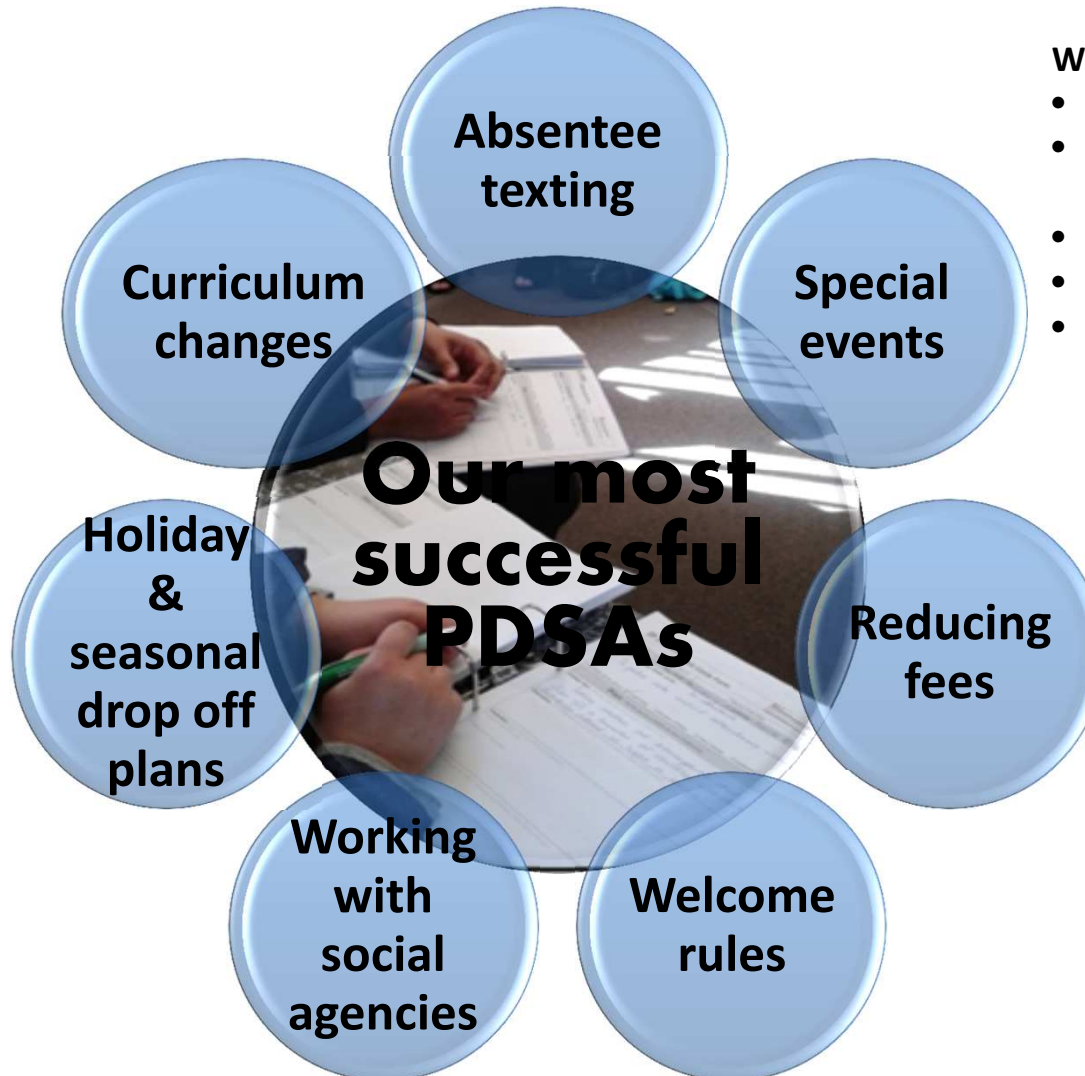 Absentee
texting
Curriculum
changes
Special
events
Our most
successful
PDSAs
Holiday
&
seasonal
drop off
plans
Reducing
fees
Working
with
social
agencies
Welcome
rules
W
•
•
•
•
•